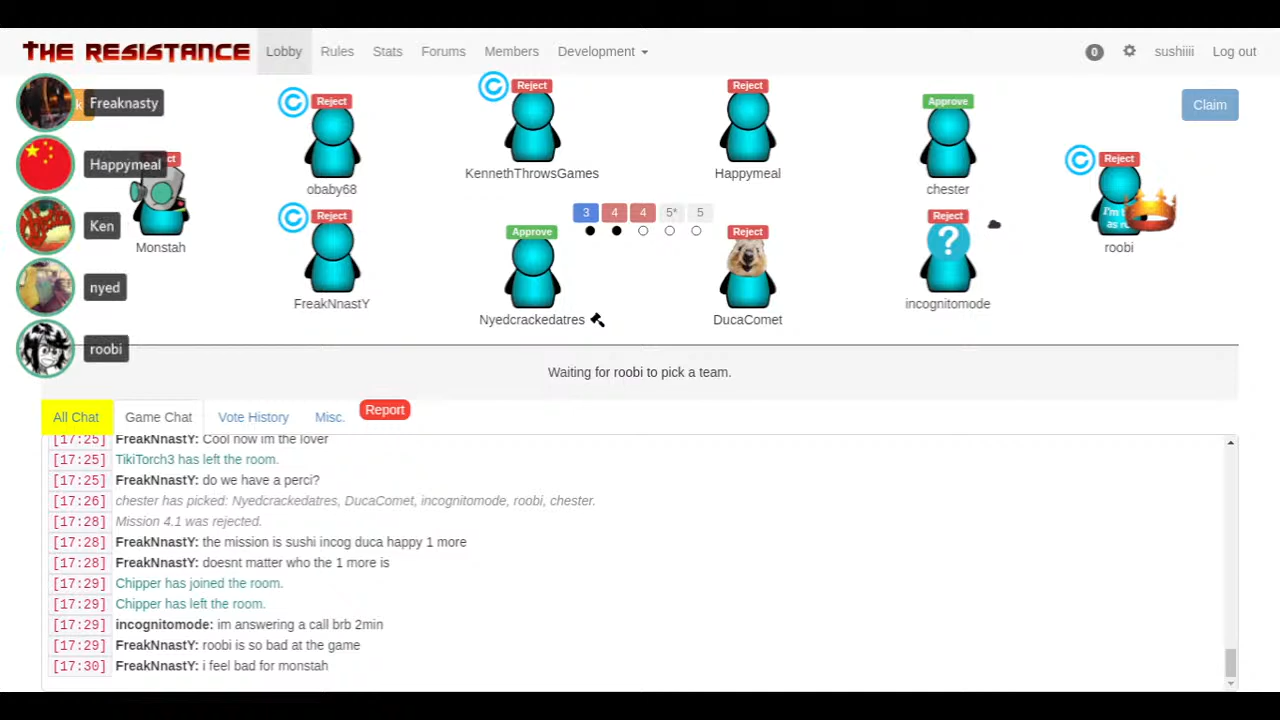 THE RESISTANCE Lobby Rules Stats Forums Members Development 0 sushiiii Log out
Freaknasty
Happymeal
Ken
nyed
roobi
Claim
Reject
Reject
Reject
Approve
Reject
obaby68
KennethThrowsGames
Happymeal
chester
roobi
Monstah
3 4 4 5* 5
Reject
Approve
Reject
Reject
FreakNnastY
Nyedcrackedatres
DucaComet
incognitomode
?
Waiting for roobi to pick a team.
All Chat Game Chat Vote History Misc. Report
[17:25] FreakNnastY: Cool now im the lover
[17:25] TikiTorch3 has left the room.
[17:25] FreakNnastY: do we have a perci?
[17:26] chester has picked: Nyedcrackedatres, DucaComet, incognitomode, roobi, chester.
[17:28] Mission 4.1 was rejected.
[17:28] FreakNnastY: the mission is sushi incog duca happy 1 more
[17:28] FreakNnastY: doesnt matter who the 1 more is
[17:29] Chipper has joined the room.
[17:29] Chipper has left the room.
[17:29] incognitomode: im answering a call brb 2min
[17:29] FreakNnastY: roobi is so bad at the game
[17:30] FreakNnastY: i feel bad for monstah